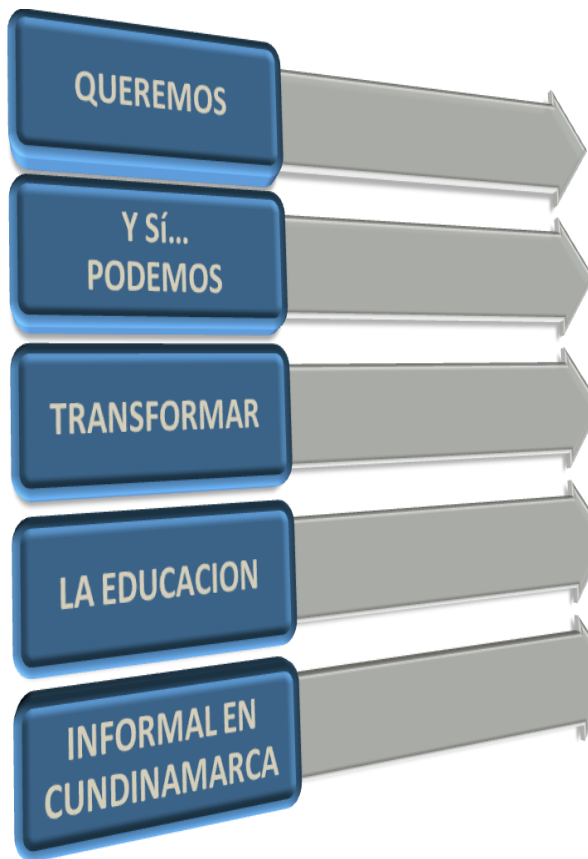 QUEREMOS
Y Sí...
PODEMOS
TRANSFORMAR
LA EDUCACION
INFORMAL EN
CUNDINAMARCA